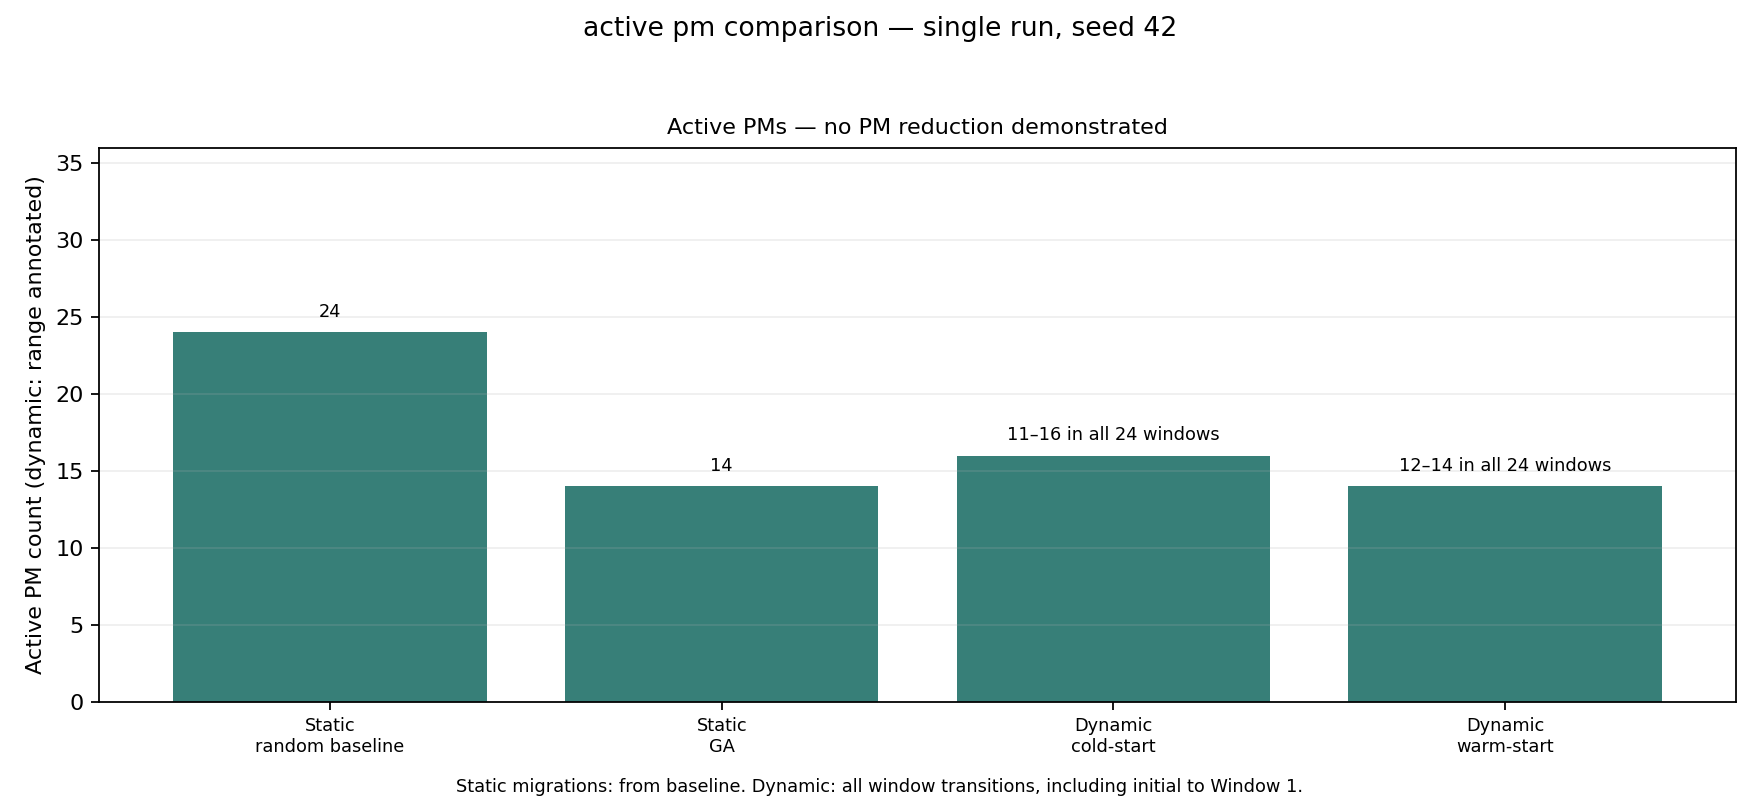 active pm comparison — single run, seed 42
Active PMs — no PM reduction demonstrated
Active PM count (dynamic: range annotated)
35
30
25
20
15
10
5
0
24
14
11–16 in all 24 windows
12–14 in all 24 windows
Static
random baseline
Static
GA
Dynamic
cold-start
Dynamic
warm-start
Static migrations: from baseline. Dynamic: all window transitions, including initial to Window 1.